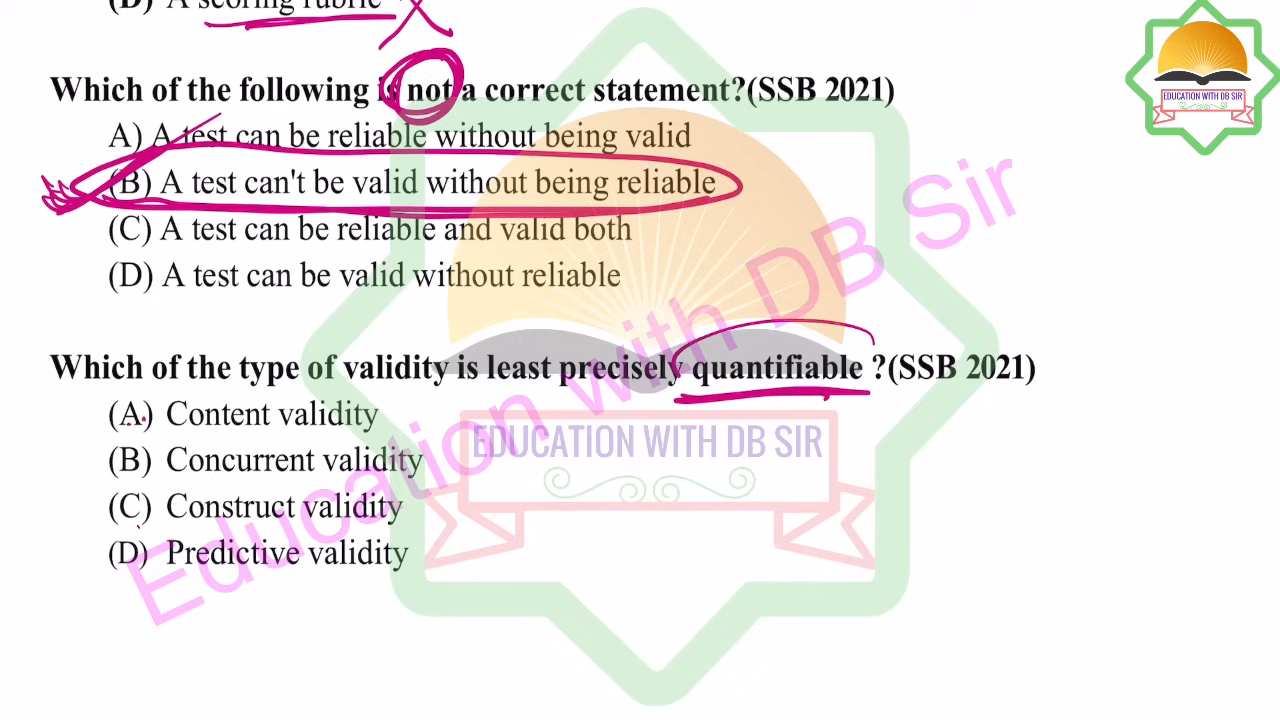 (D) A scoring rubric
Which of the following is not a correct statement?(SSB 2021)
A) A test can be reliable without being valid
(B) A test can't be valid without being reliable
(C) A test can be reliable and valid both
(D) A test can be valid without reliable
Which of the type of validity is least precisely quantifiable ?(SSB 2021)
(A) Content validity
(B) Concurrent validity
(C) Construct validity
(D) Predictive validity
EDUCATION WITH DB SIR
EDUCATION WITH DB SIR
Education with DB Sir